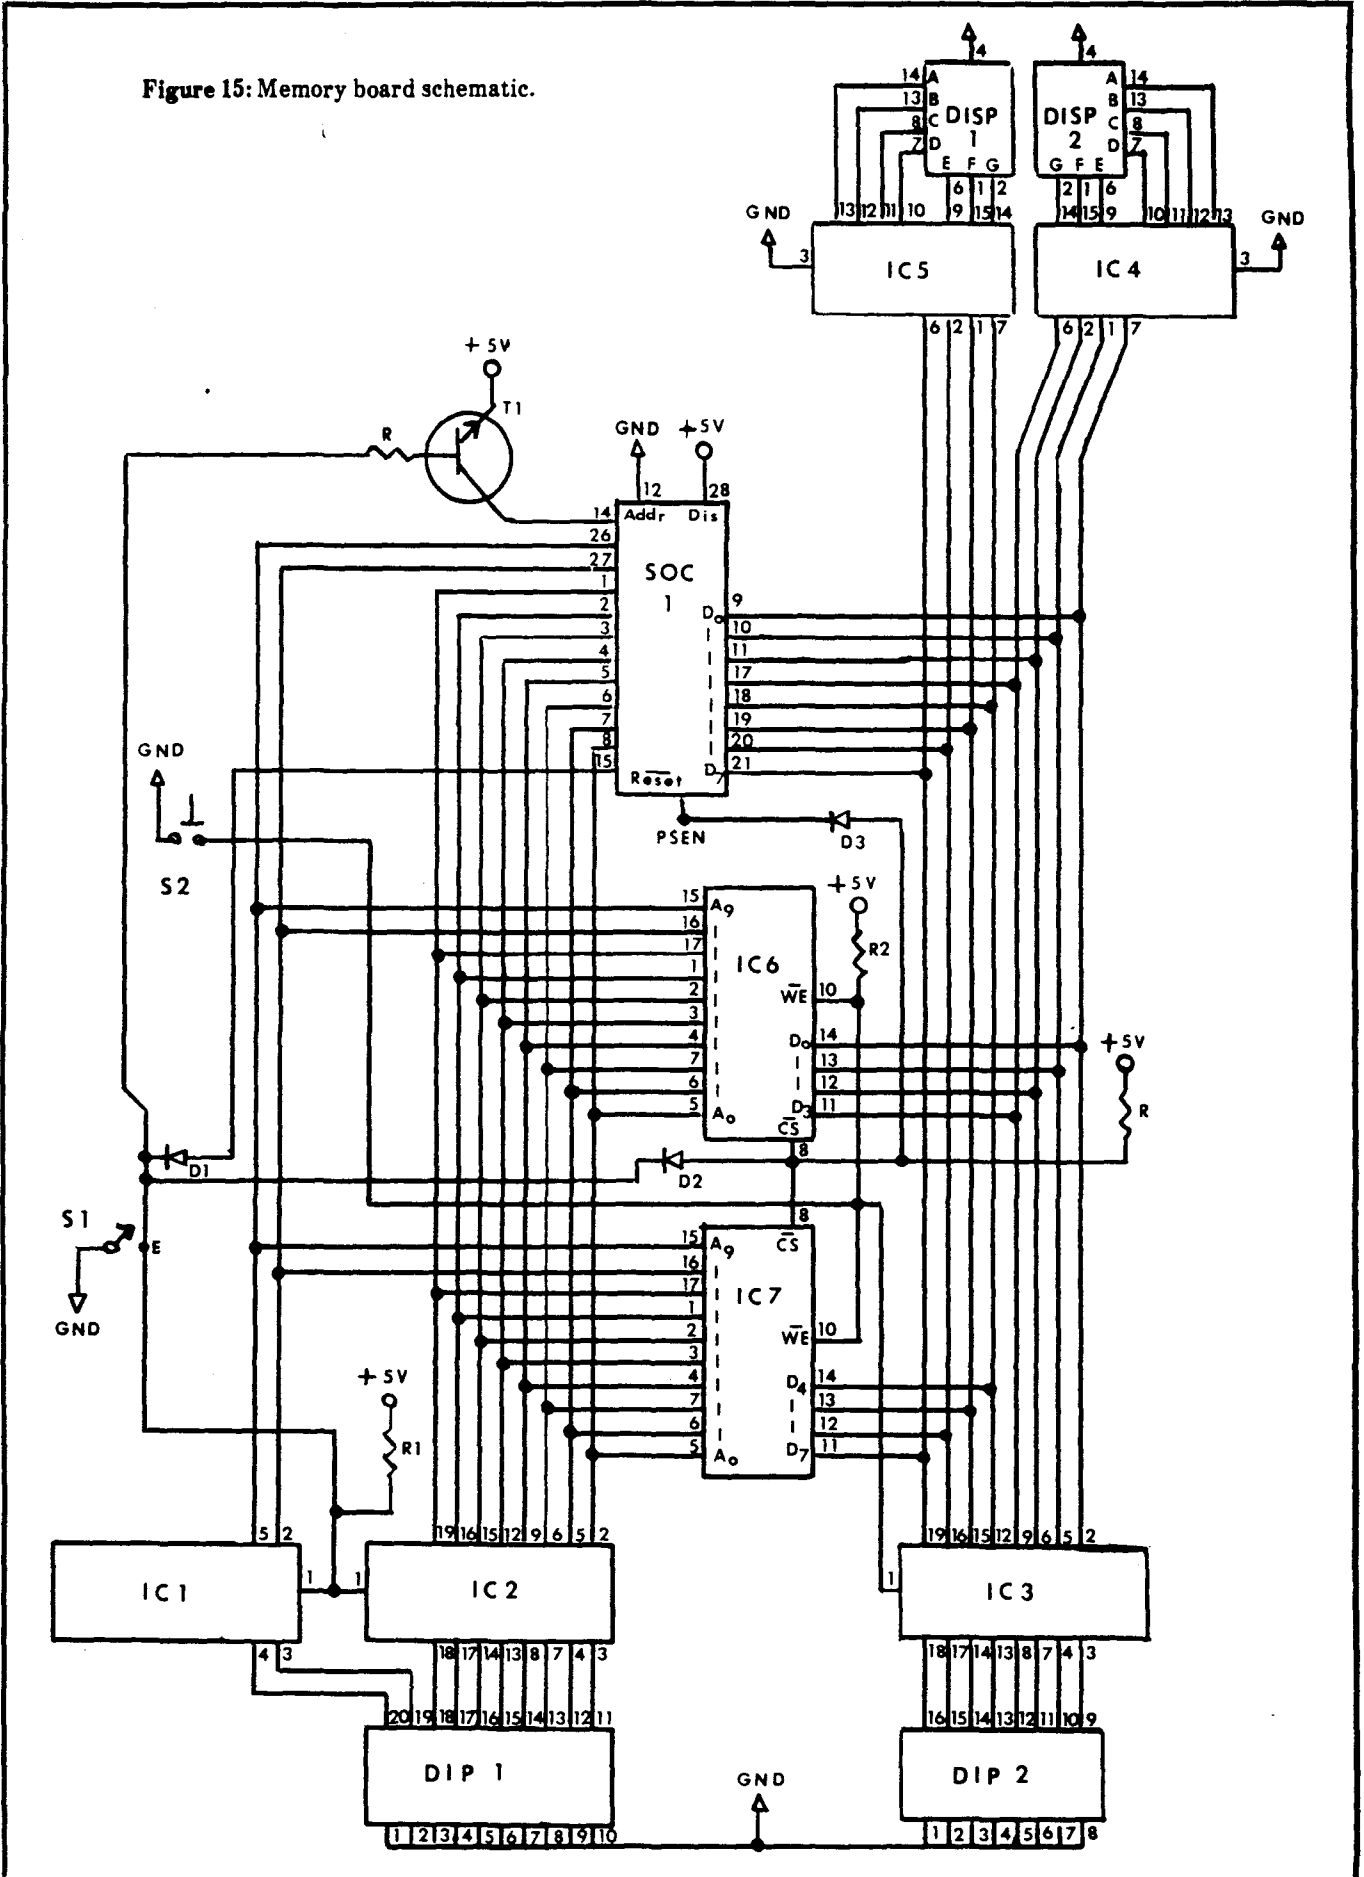 Figure 15: Memory board schematic.
4 4
14 A A 14
13 B B 13
8 C DISP DISP C 8
7 D 1 2 D 7
E F G G F E
6 1 2 2 1 6
13 12 11 10 9 15 14 14 15 9 10 11 12 13
GND GND
3 IC5 IC4 3
6 2 1 7 6 2 1 7
+5V
T1
R
GND +5V
12 28
14 Addr Dis
26
27
SOC
1
1
2 D0 9
3 10
4 11
5 17
6 18
7 19
8 20
15 Reset D7 21
PSEN D3
GND
S2
+5V
R2
15 A9
16
17
IC6
1
2 WE 10
3
4 D0 14
7 13
6 12
5 A0 D3 11
CS
8
+5V
R
D1 D2
S1
E
GND
8
15 A9 CS
16
17
IC7
1
2 WE 10
3
4 D4 14
7 13
6 12
5 A0 D7 11
+5V
R1
5 2 19 16 15 12 9 6 5 2 19 16 15 12 9 6 5 2
IC1 1 1 IC2 1 IC3
4 3 18 17 14 13 8 7 4 3 18 17 14 13 8 7 4 3
20 19 18 17 16 15 14 13 12 11 16 15 14 13 12 11 10 9
DIP 1 DIP 2
GND
1 2 3 4 5 6 7 8 9 10 1 2 3 4 5 6 7 8